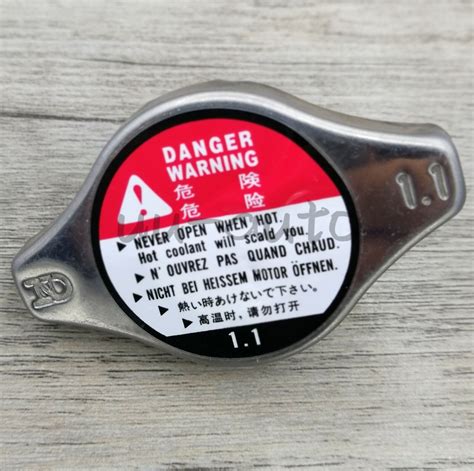 DANGER
WARNING
危 険
危 险
▶ NEVER OPEN WHEN HOT.
Hot coolant will scald you.
▶ N' OUVREZ PAS QUAND CHAUD.
▶ NICHT BEI HEISSEM MOTOR ÖFFNEN.
▶ 熱い時あけないで下さい。
▶ 高温时,请勿打开
1.1
1.1